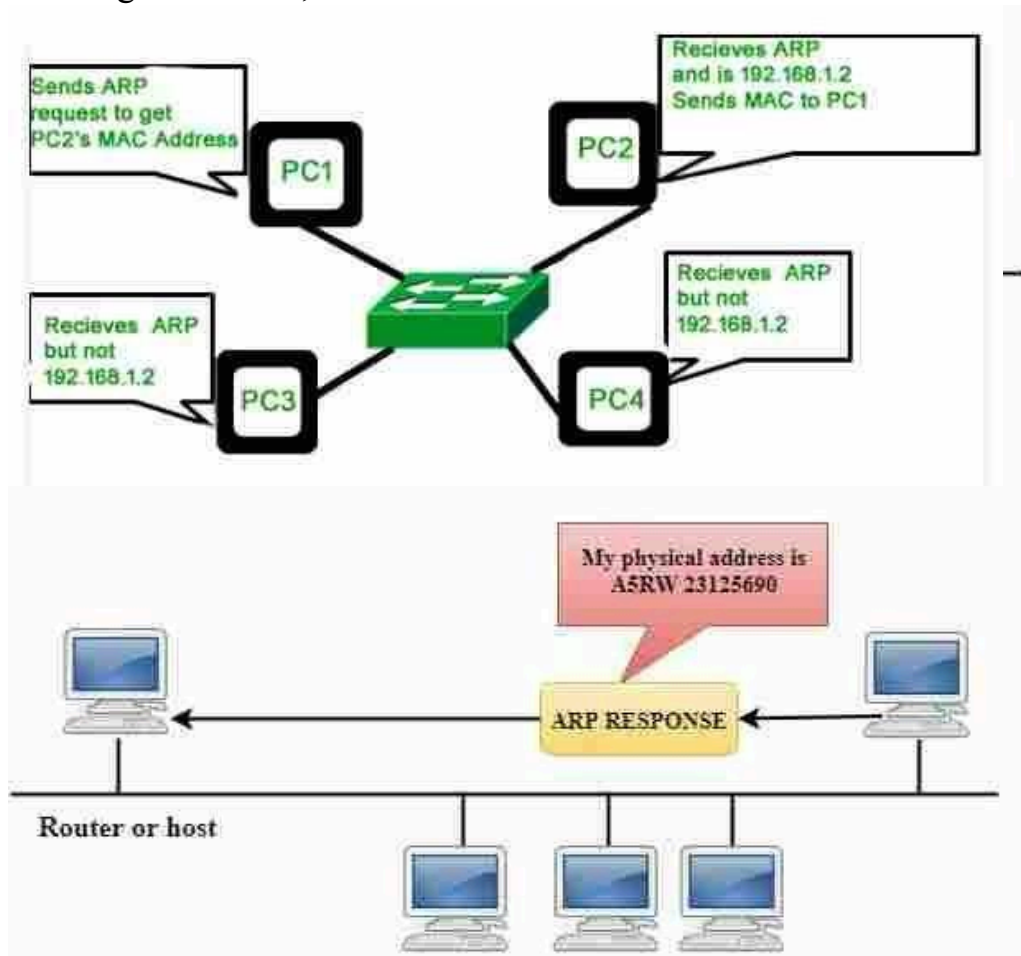 Sends ARP
request to get
PC2's MAC Address
Recieves ARP
and is 192.168.1.2
Sends MAC to PC1
PC1
PC2
Recieves ARP
but not
192.168.1.2
Recieves ARP
but not
192.168.1.2
PC3
PC4
My physical address is
A5RW 23125690
ARP RESPONSE
Router or host